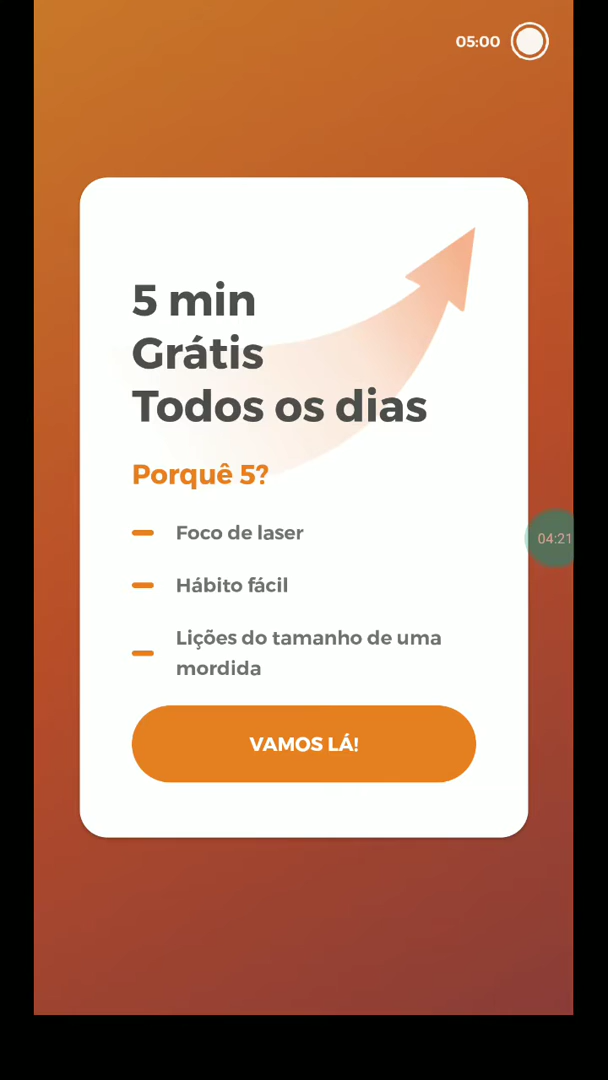 05:00
5 min
Grátis
Todos os dias
Porquê 5?
Foco de laser
04:21
Hábito fácil
Lições do tamanho de uma
mordida
VAMOS LÁ!